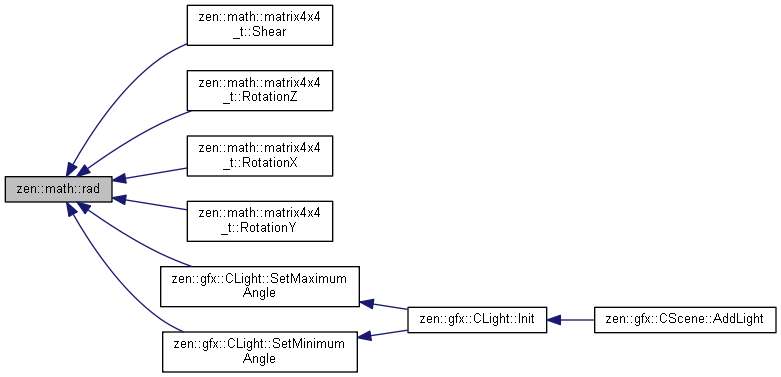 zen::math::matrix4x4
_t::Shear
zen::math::matrix4x4
_t::RotationZ
zen::math::matrix4x4
_t::RotationX
zen::math::rad
zen::math::matrix4x4
_t::RotationY
zen::gfx::CLight::SetMaximum
Angle
zen::gfx::CLight::Init
zen::gfx::CScene::AddLight
zen::gfx::CLight::SetMinimum
Angle